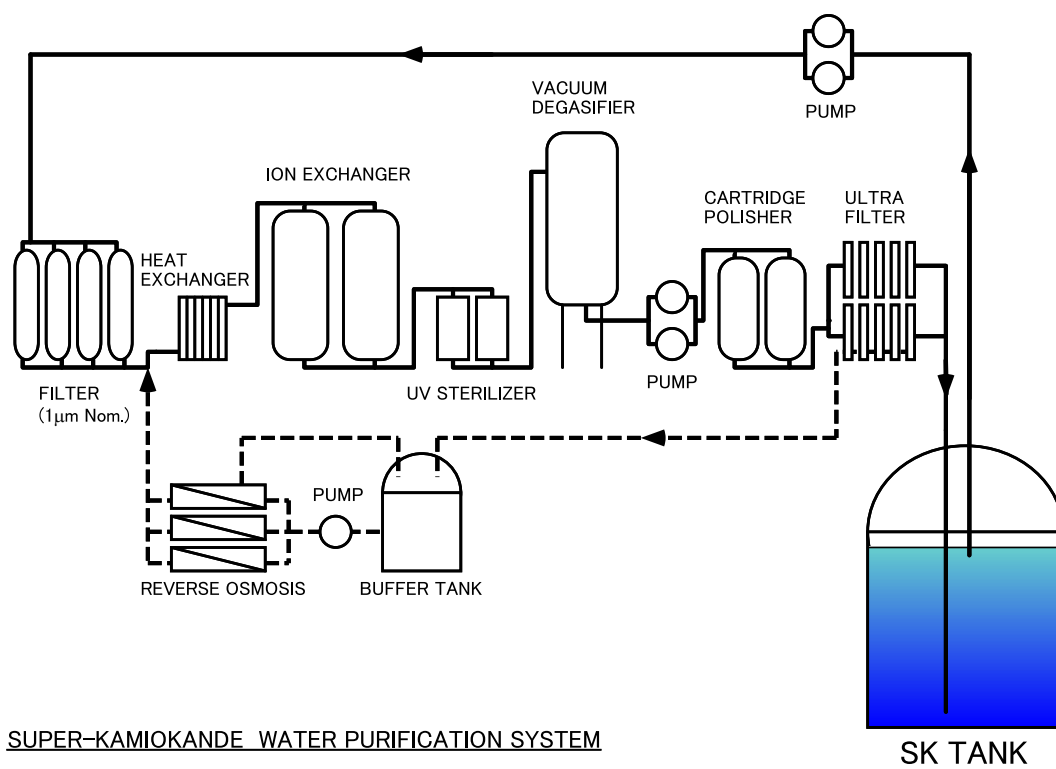 PUMP
VACUUM
DEGASIFIER
ION EXCHANGER
CARTRIDGE
POLISHER
ULTRA
FILTER
HEAT
EXCHANGER
PUMP
UV STERILIZER
FILTER
(1μm Nom.)
PUMP
REVERSE OSMOSIS
BUFFER TANK
SUPER-KAMIOKANDE WATER PURIFICATION SYSTEM
SK TANK